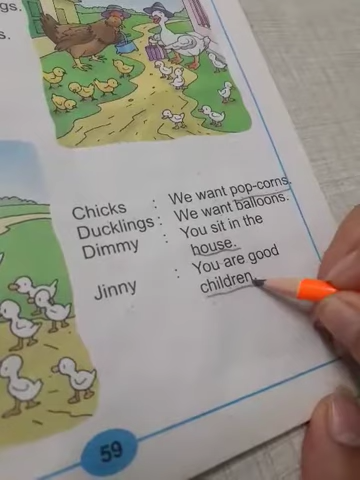 gs.
s.
Chicks : We want pop-corns.
Ducklings : We want balloons.
Dimmy : You sit in the
house.
Jinny : You are good
children.
59